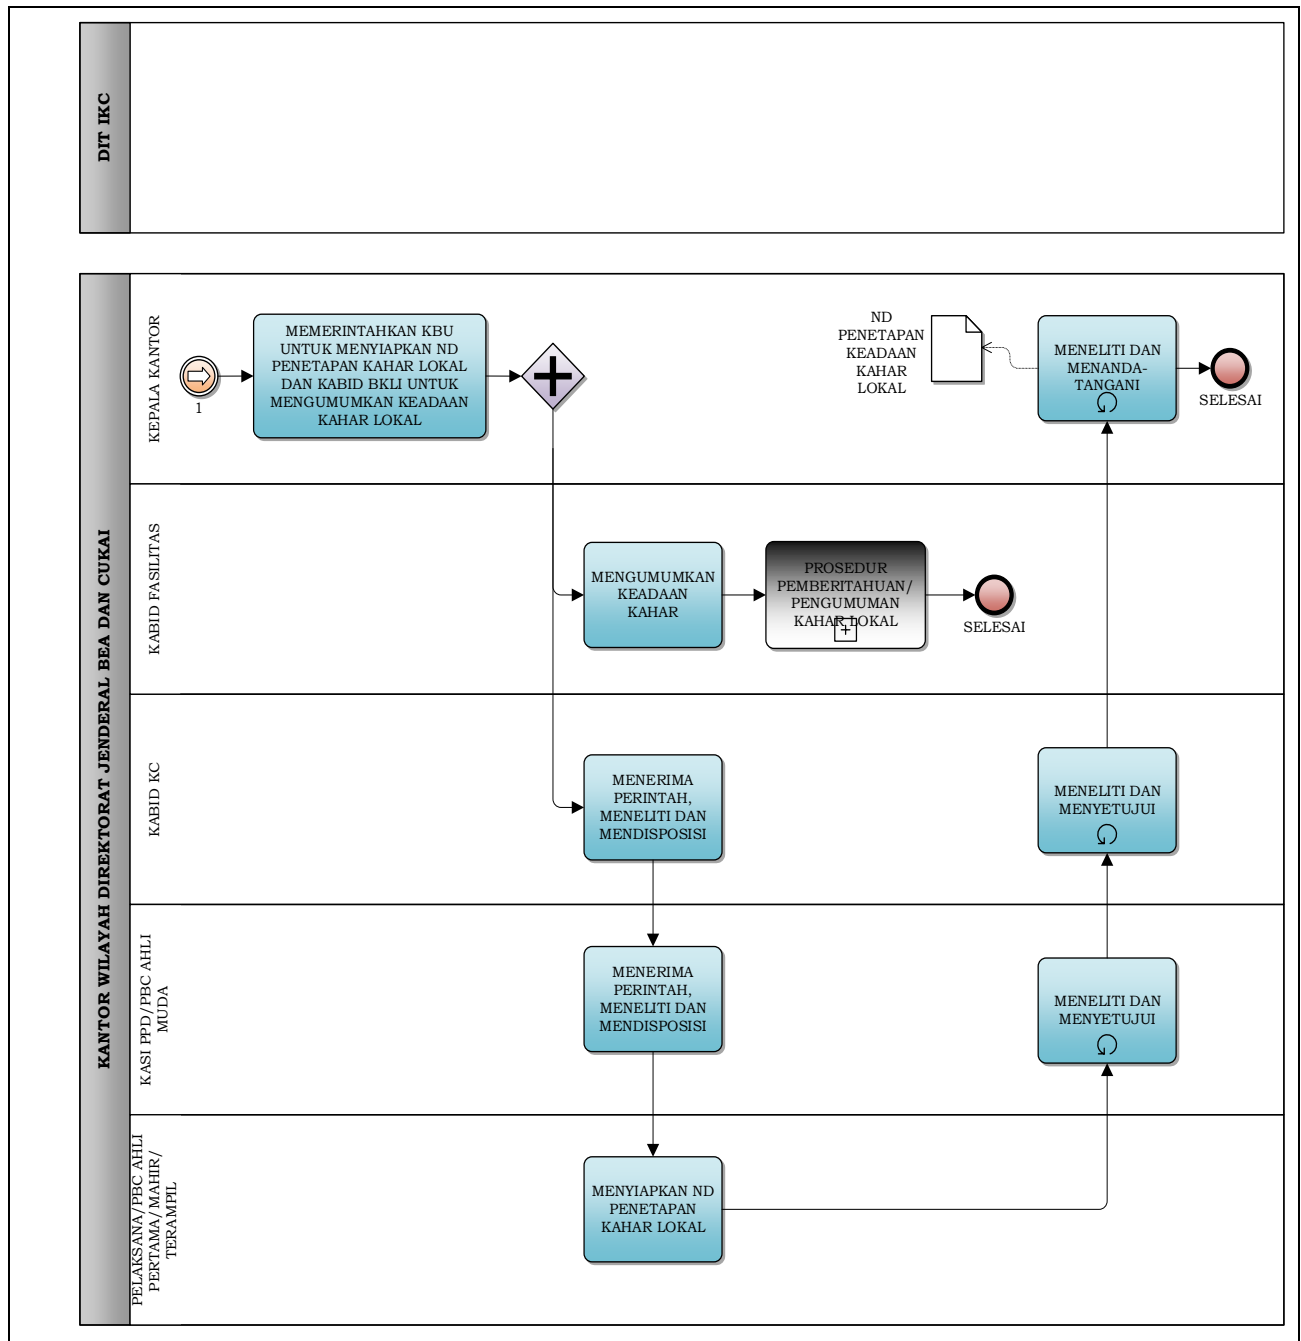 DIT IKC
KANTOR WILAYAH DIREKTORAT JENDERAL BEA DAN CUKAI
KEPALA KANTOR
1
MEMERINTAHKAN KBU
UNTUK MENYIAPKAN ND
PENETAPAN KAHAR LOKAL
DAN KABID BKLI UNTUK
MENGUMUMKAN KEADAAN
KAHAR LOKAL
ND
PENETAPAN
KEADAAN
KAHAR
LOKAL
MENELITI DAN
MENANDA-
TANGANI
SELESAI
KABID FASILITAS
MENGUMUMKAN
KEADAAN
KAHAR
PROSEDUR
PEMBERITAHUAN/
PENGUMUMAN
KAHAR LOKAL
SELESAI
KABID KC
MENERIMA
PERINTAH,
MENELITI DAN
MENDISPOSISI
MENELITI DAN
MENYETUJUI
KASI PPD/PBC AHLI
MUDA
MENERIMA
PERINTAH,
MENELITI DAN
MENDISPOSISI
MENELITI DAN
MENYETUJUI
PELAKSANA/PBC AHLI
PERTAMA/MAHIR/
TERAMPIL
MENYIAPKAN ND
PENETAPAN
KAHAR LOKAL